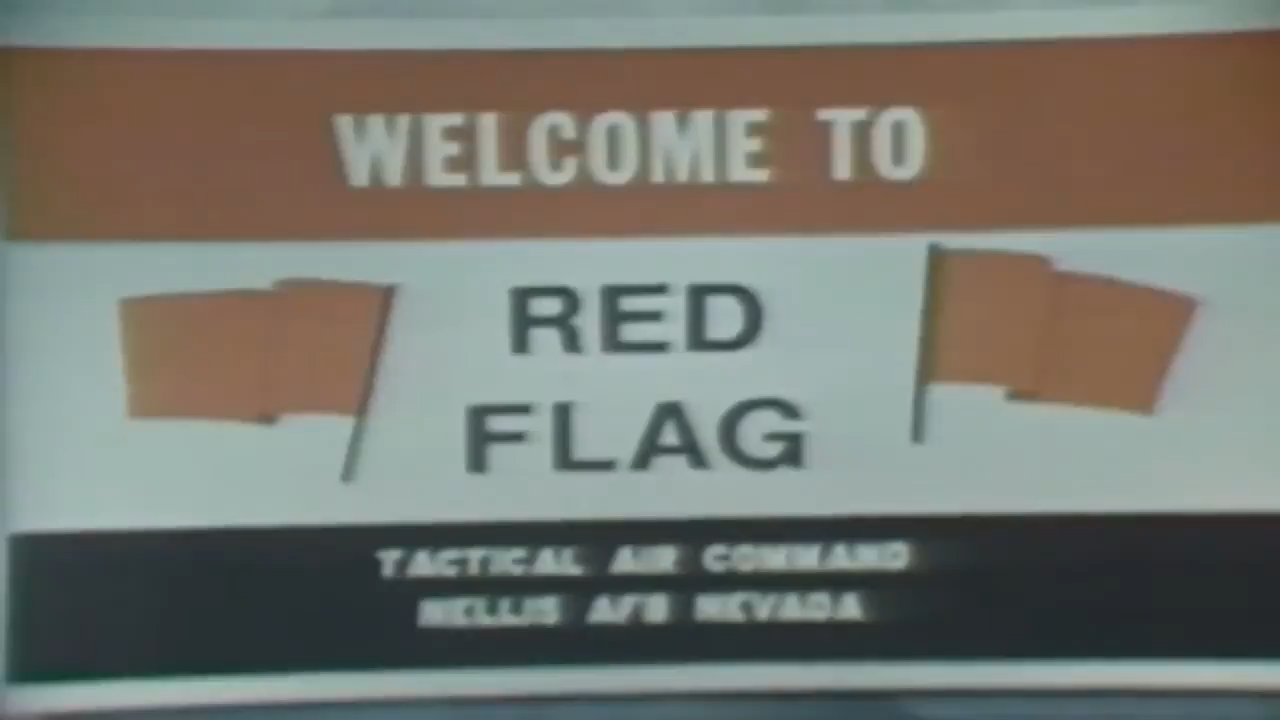 WELCOME TO
RED
FLAG
TACTICAL AIR COMMAND
NELLIS AFB NEVADA